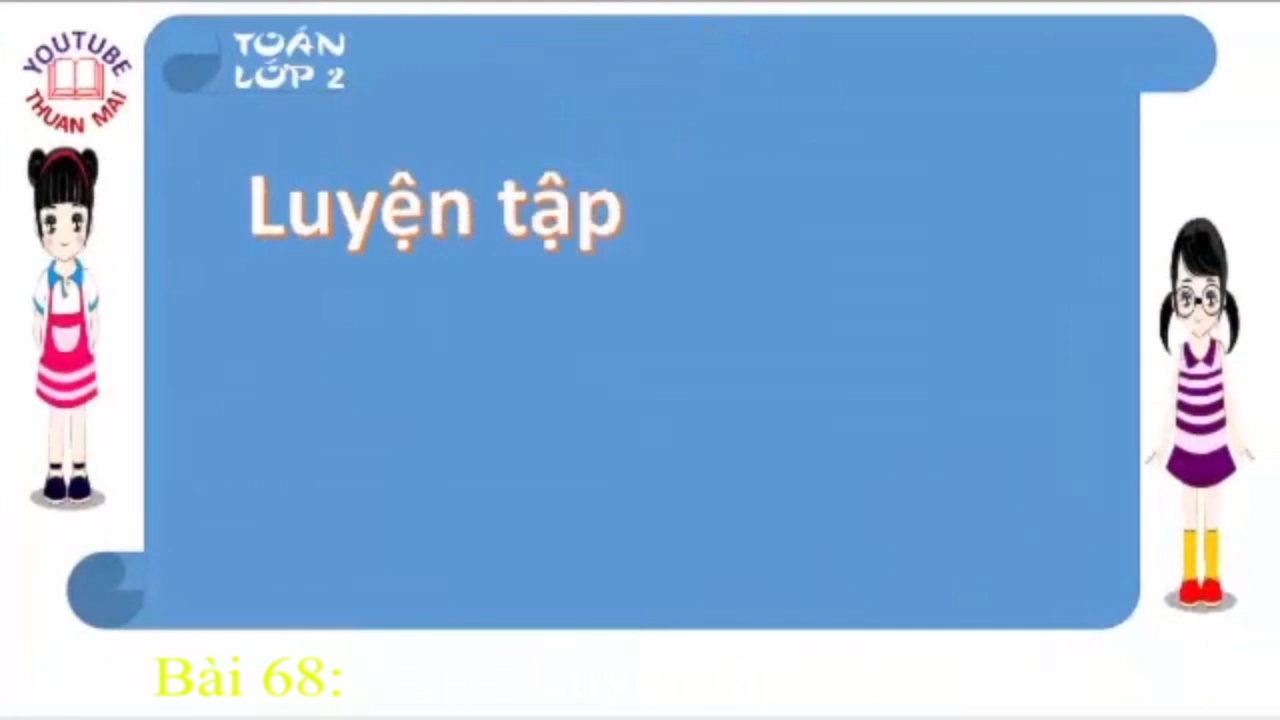 YOUTUBE
THUAN MAI
TOÁN
LỚP 2
Luyện tập
Bài 68: